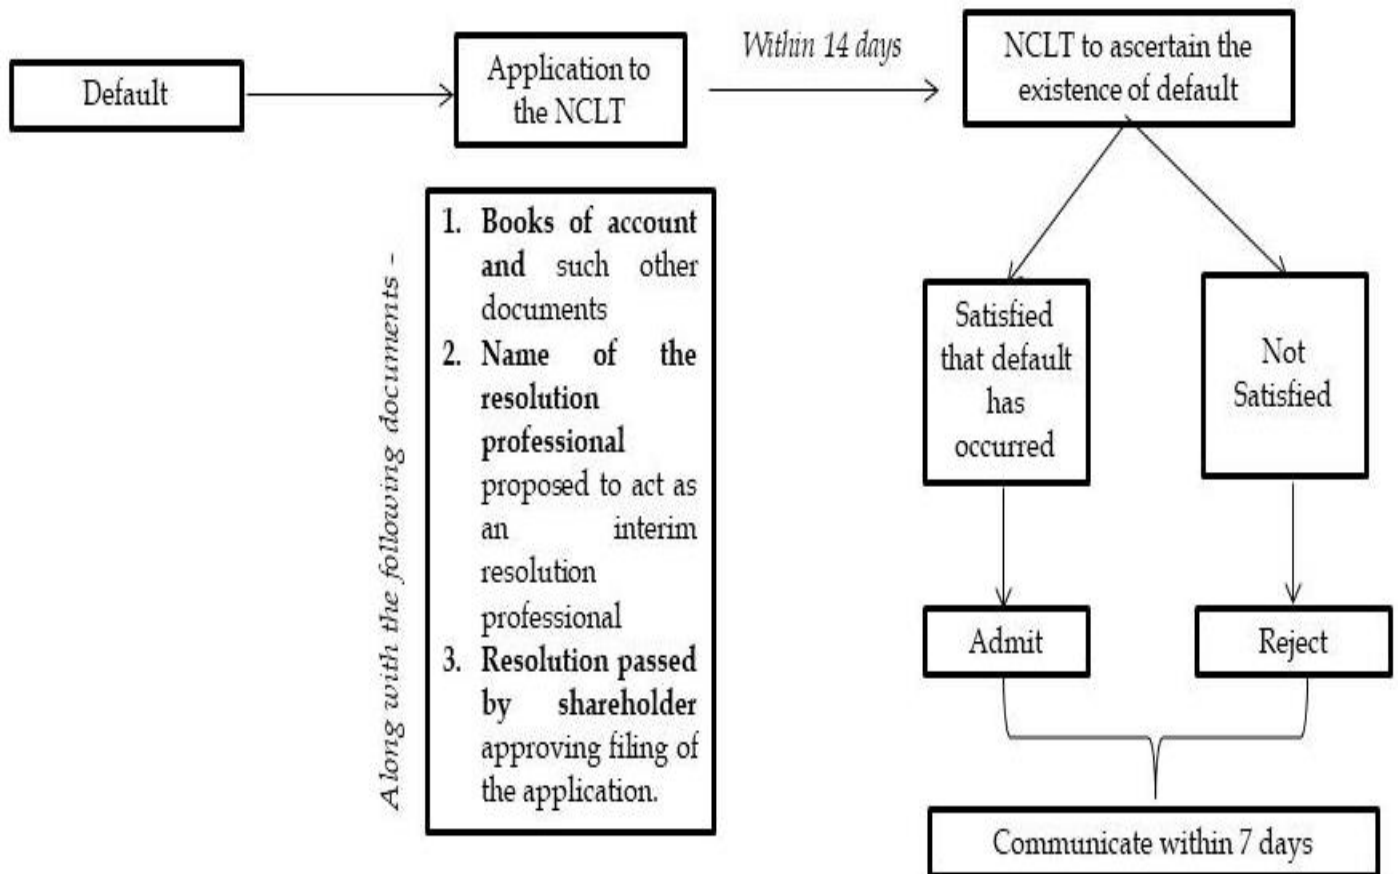 Default
Application to
the NCLT
Within 14 days
NCLT to ascertain the
existence of default
Along with the following documents -
1. Books of account
and such other
documents
2. Name of the
resolution
professional
proposed to act as
an interim
resolution
professional
3. Resolution passed
by shareholder
approving filing of
the application.
Satisfied
that default
has
occurred
Not
Satisfied
Admit
Reject
Communicate within 7 days